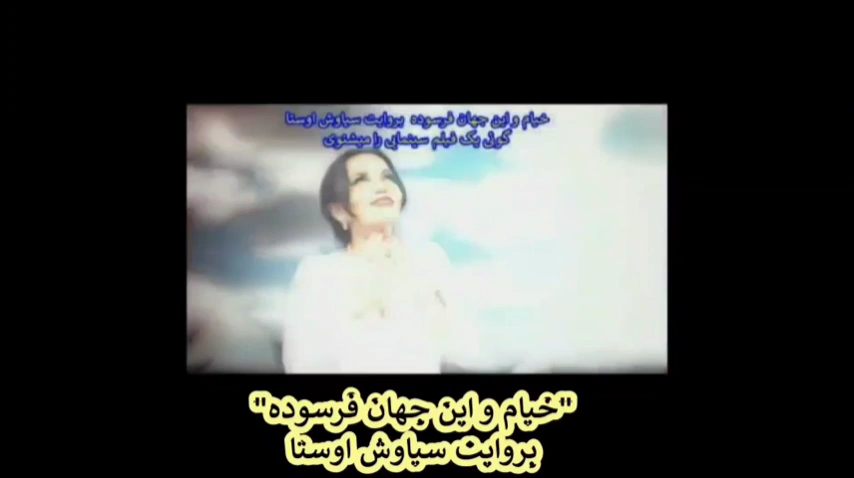 خیام و این جهان فرسوده بروایت سیاوش اوستا
گوئی یک فیلم سینمایی را میشنوی
"خیام و این جهان فرسوده"
بروایت سیاوش اوستا